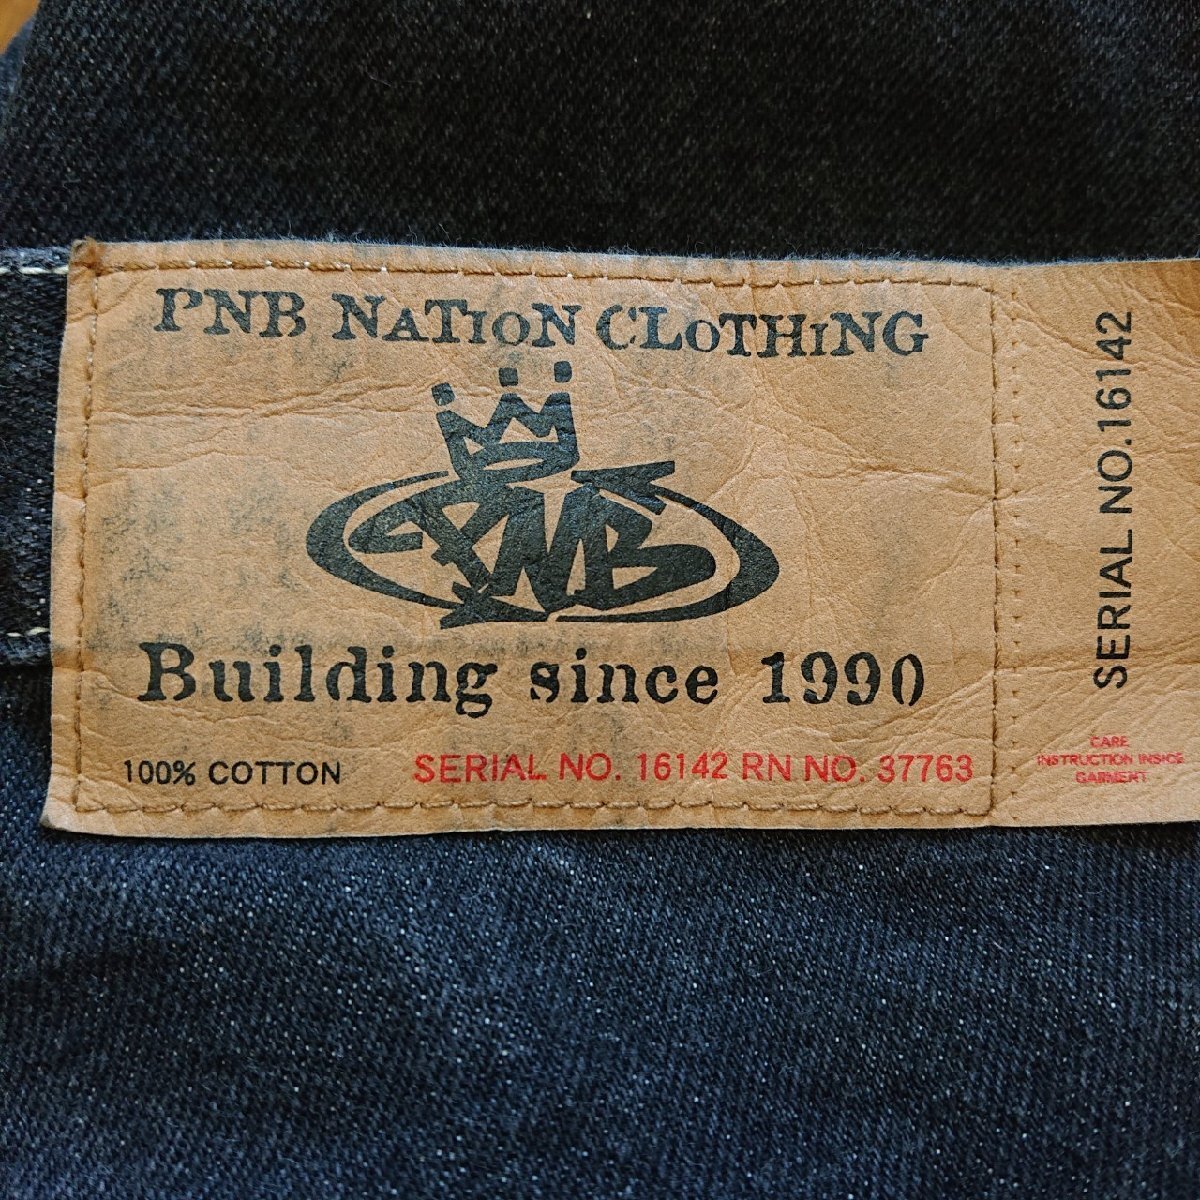 PNB NATION CLOTHING
PNB
Building since 1990
100% COTTON SERIAL NO. 16142 RN NO. 37763
SERIAL NO.16142
CARE
INSTRUCTION INSIDE
GARMENT